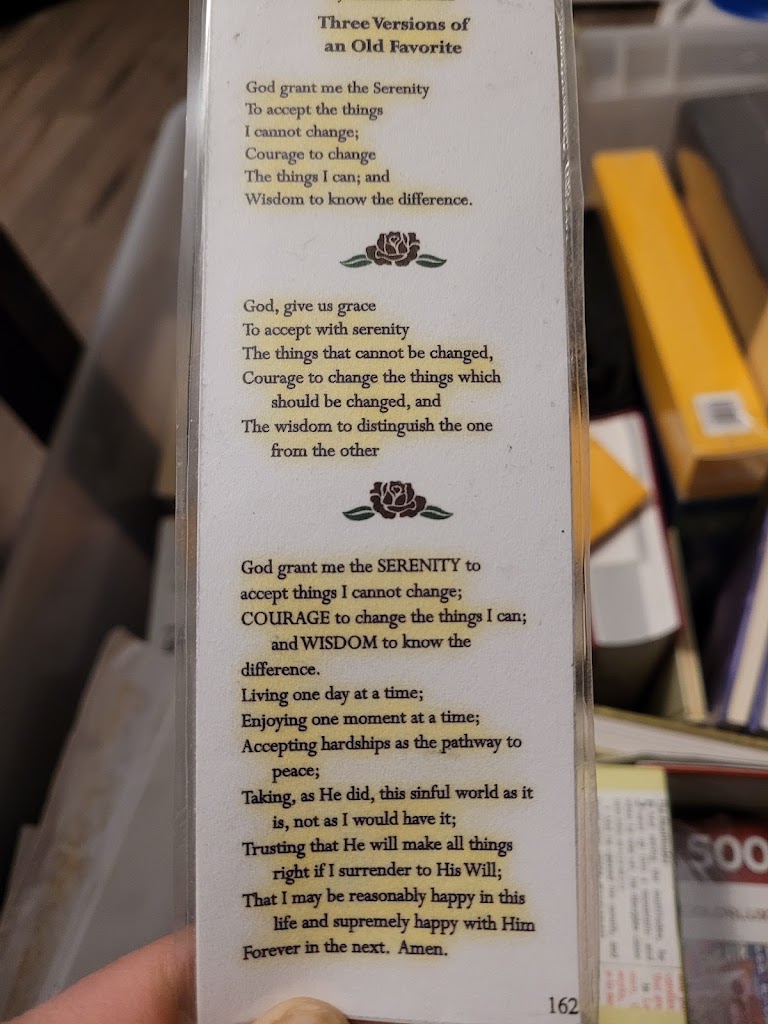 Three Versions of
an Old Favorite
God grant me the Serenity
To accept the things
I cannot change;
Courage to change
The things I can; and
Wisdom to know the difference.
God, give us grace
To accept with serenity
The things that cannot be changed,
Courage to change the things which
should be changed, and
The wisdom to distinguish the one
from the other
God grant me the SERENITY to
accept things I cannot change;
COURAGE to change the things I can;
and WISDOM to know the
difference.
Living one day at a time;
Enjoying one moment at a time;
Accepting hardships as the pathway to
peace;
Taking, as He did, this sinful world as it
is, not as I would have it;
Trusting that He will make all things
right if I surrender to His Will;
That I may be reasonably happy in this
life and supremely happy with Him
Forever in the next. Amen.
162